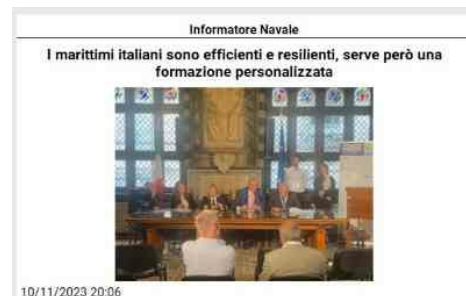 Informatore Navale
I marittimi italiani sono efficienti e resilienti, serve però una
formazione personalizzata
10/11/2023 20:06